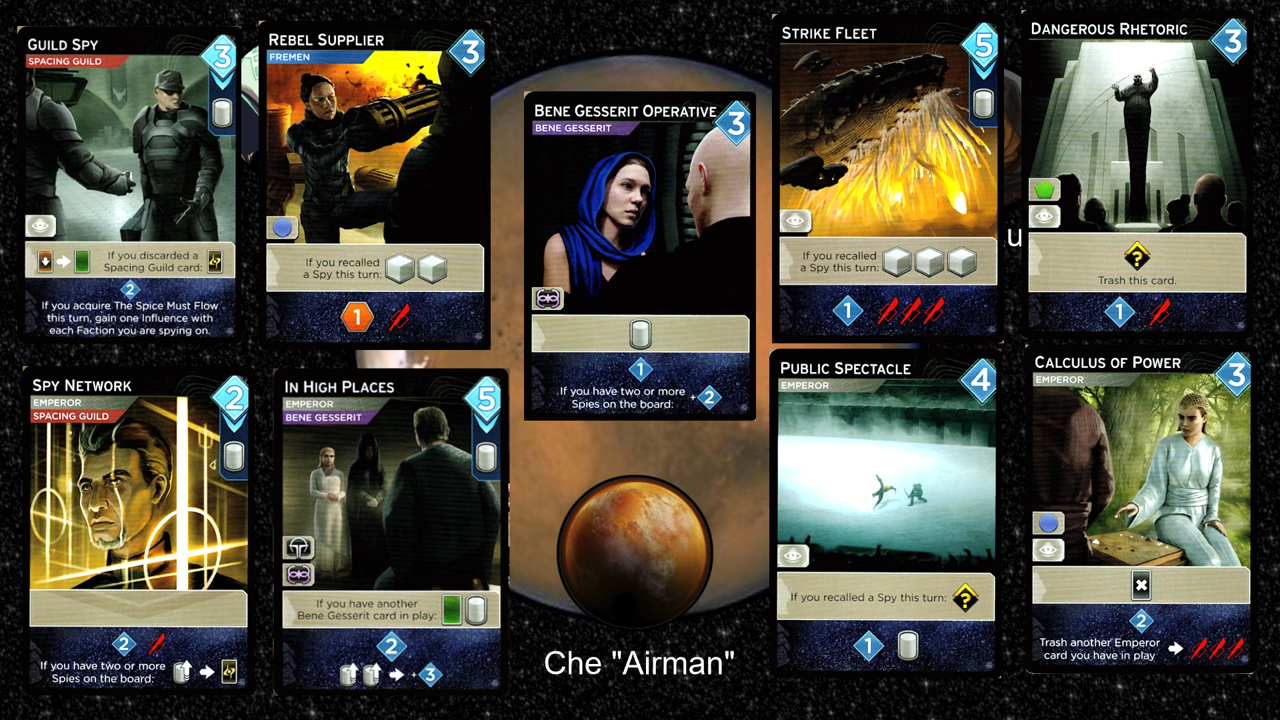 GUILD SPY
3
SPACING GUILD
If you discarded a
Spacing Guild card:
2
If you acquire The Spice Must Flow
this turn, gain one Influence with
each Faction you are spying on.
REBEL SUPPLIER
3
FREMEN
If you recalled
a Spy this turn:
1
BENE GESSERIT OPERATIVE
3
BENE GESSERIT
1
If you have two or more
Spies on the board: +2
STRIKE FLEET
5
If you recalled
a Spy this turn:
1
DANGEROUS RHETORIC
3
?
Trash this card.
1
u
SPY NETWORK
2
EMPEROR
SPACING GUILD
2
If you have two or more
Spies on the board:
IN HIGH PLACES
5
EMPEROR
BENE GESSERIT
If you have another
Bene Gesserit card in play:
2
+3
PUBLIC SPECTACLE
4
EMPEROR
If you recalled a Spy this turn: ?
1
CALCULUS OF POWER
3
EMPEROR
2
Trash another Emperor
card you have in play
Che "Airman"